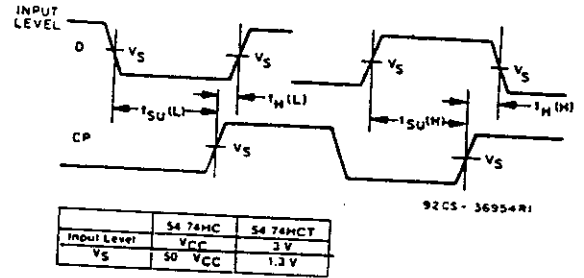 INPUT
LEVEL
D
VS
VS
VS
VS
tSU(L)
tH(L)
tSU(H)
tH(H)
CP
VS
VS
92CS-36954R1
54 74HC 54 74HCT
Input Level VCC 3 V
VS 50 VCC 1.3 V